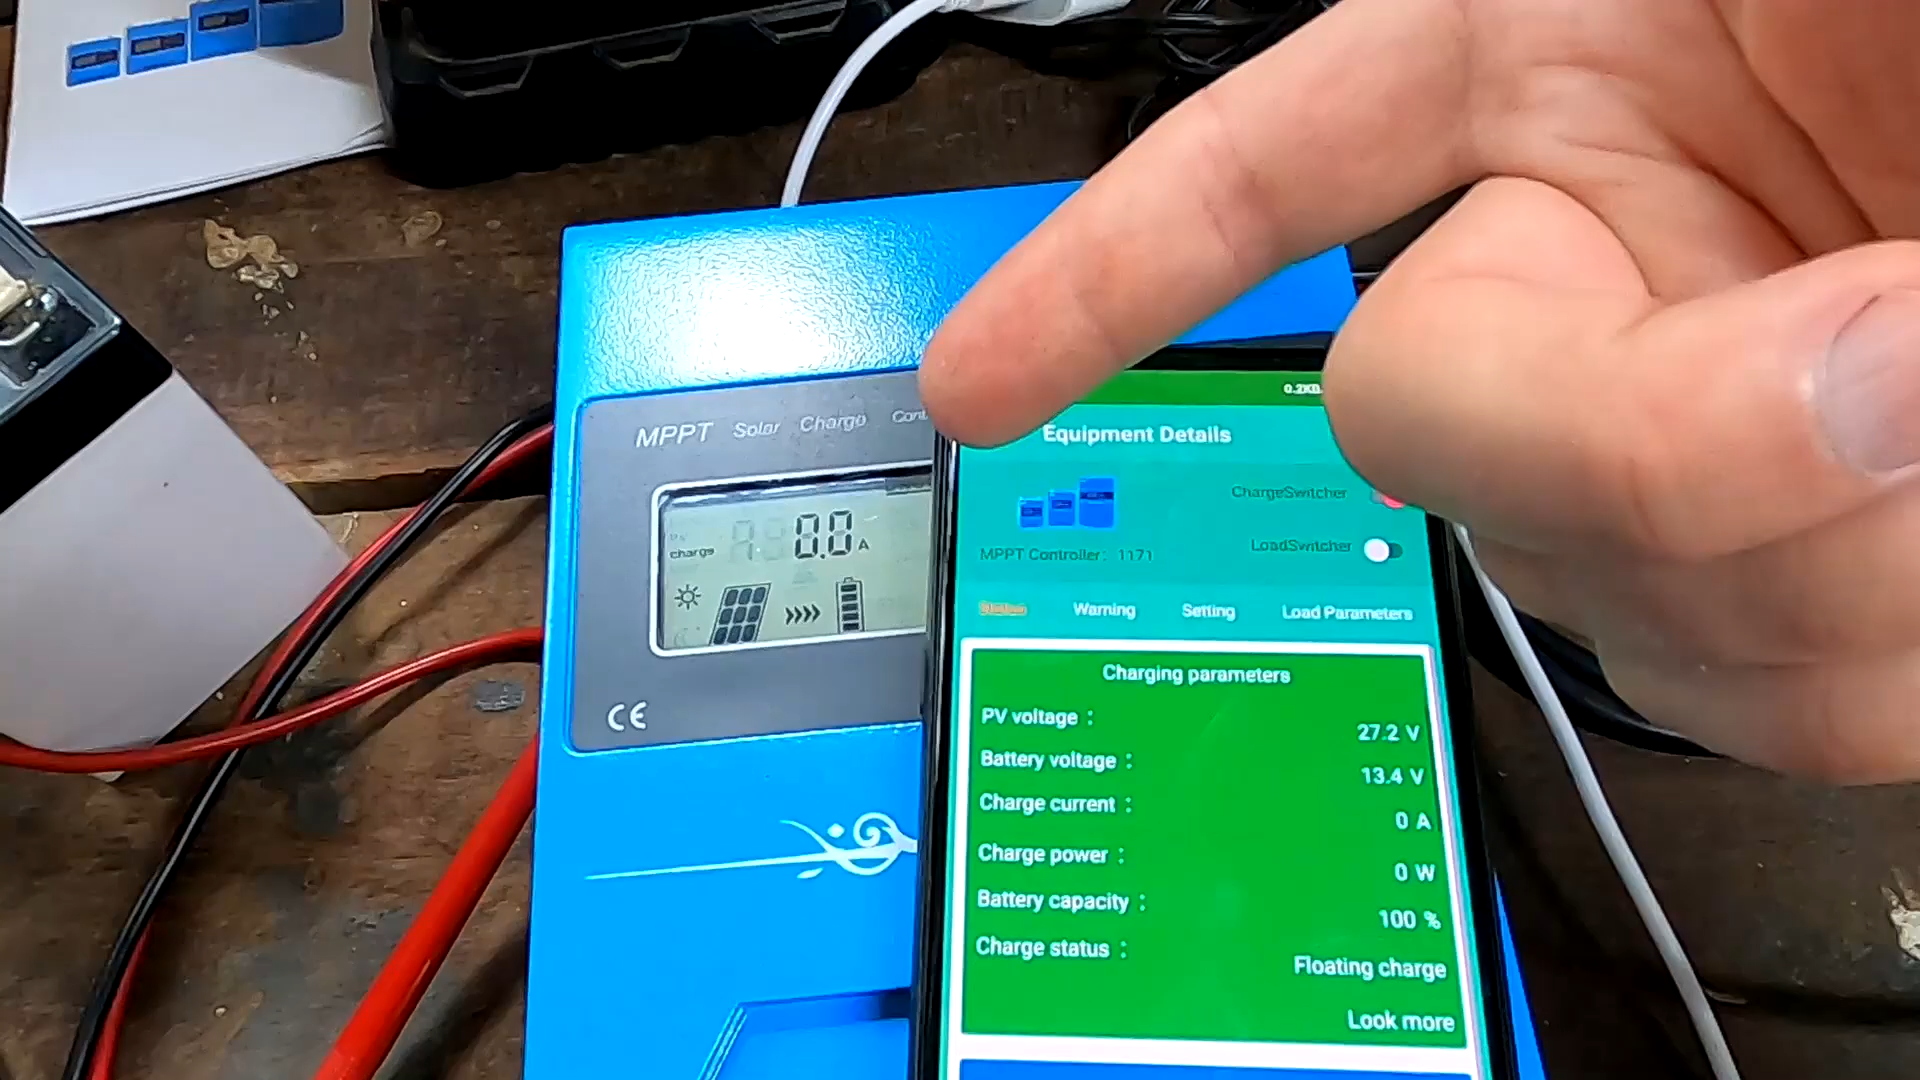 MPPT Solar Charge
charge 0.0 A
CE
Equipment Details
ChargeSwitcher
LoadSwitcher
MPPT Controller: 1171
Warning Setting Load Parameters
Charging parameters
PV voltage : 27.2 V
Battery voltage : 13.4 V
Charge current : 0 A
Charge power : 0 W
Battery capacity : 100 %
Charge status : Floating charge
Look more